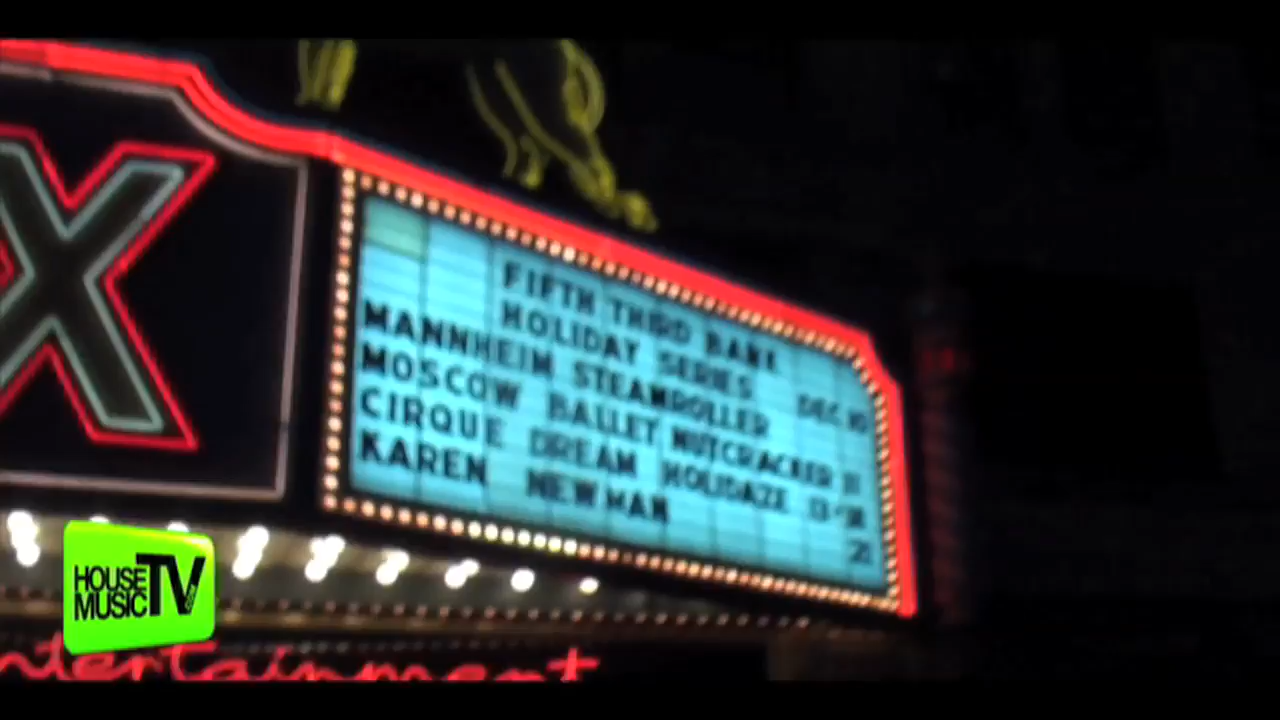 X
FIFTH THIRD BANK
HOLIDAY SERIES
MANNHEIM STEAMROLLER DEC 10
MOSCOW BALLET NUTCRACKER 11
CIRQUE DREAM HOLIDAZE 13-18
KAREN NEWMAN 21
HOUSE
MUSIC TV
ntertainment